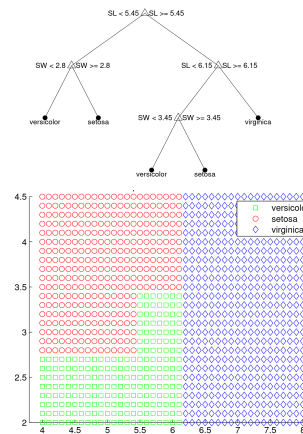 SL < 5.45 SL >= 5.45
SW < 2.8 SW >= 2.8 SL < 6.15 SL >= 6.15
versicolor setosa SW < 3.45 SW >= 3.45 virginica
versicolor setosa
4.5
4
3.5
3
2.5
2
versicolo
setosa
virginica
4 4.5 5 5.5 6 6.5 7 7.5 8